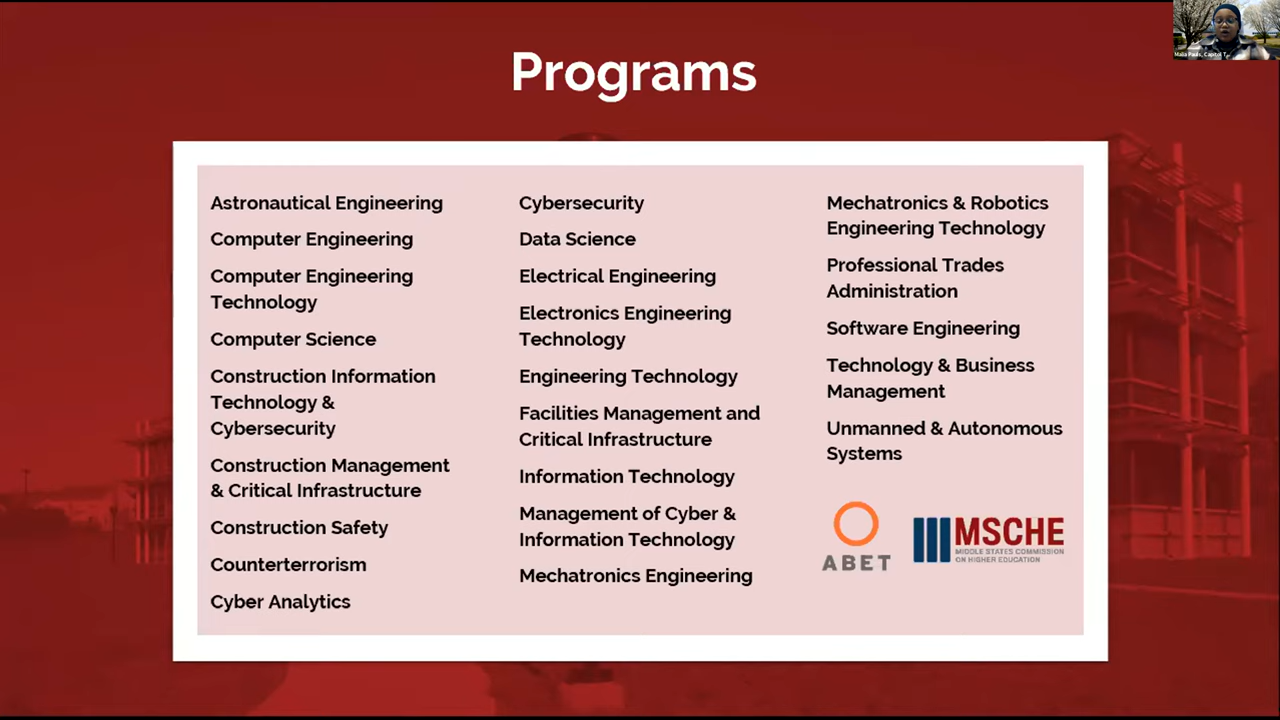 Programs
Astronautical Engineering
Computer Engineering
Computer Engineering
Technology
Computer Science
Construction Information
Technology &
Cybersecurity
Construction Management
& Critical Infrastructure
Construction Safety
Counterterrorism
Cyber Analytics
Cybersecurity
Data Science
Electrical Engineering
Electronics Engineering
Technology
Engineering Technology
Facilities Management and
Critical Infrastructure
Information Technology
Management of Cyber &
Information Technology
Mechatronics Engineering
Mechatronics & Robotics
Engineering Technology
Professional Trades
Administration
Software Engineering
Technology & Business
Management
Unmanned & Autonomous
Systems
ABET
MSCHE
MIDDLE STATES COMMISSION
ON HIGHER EDUCATION